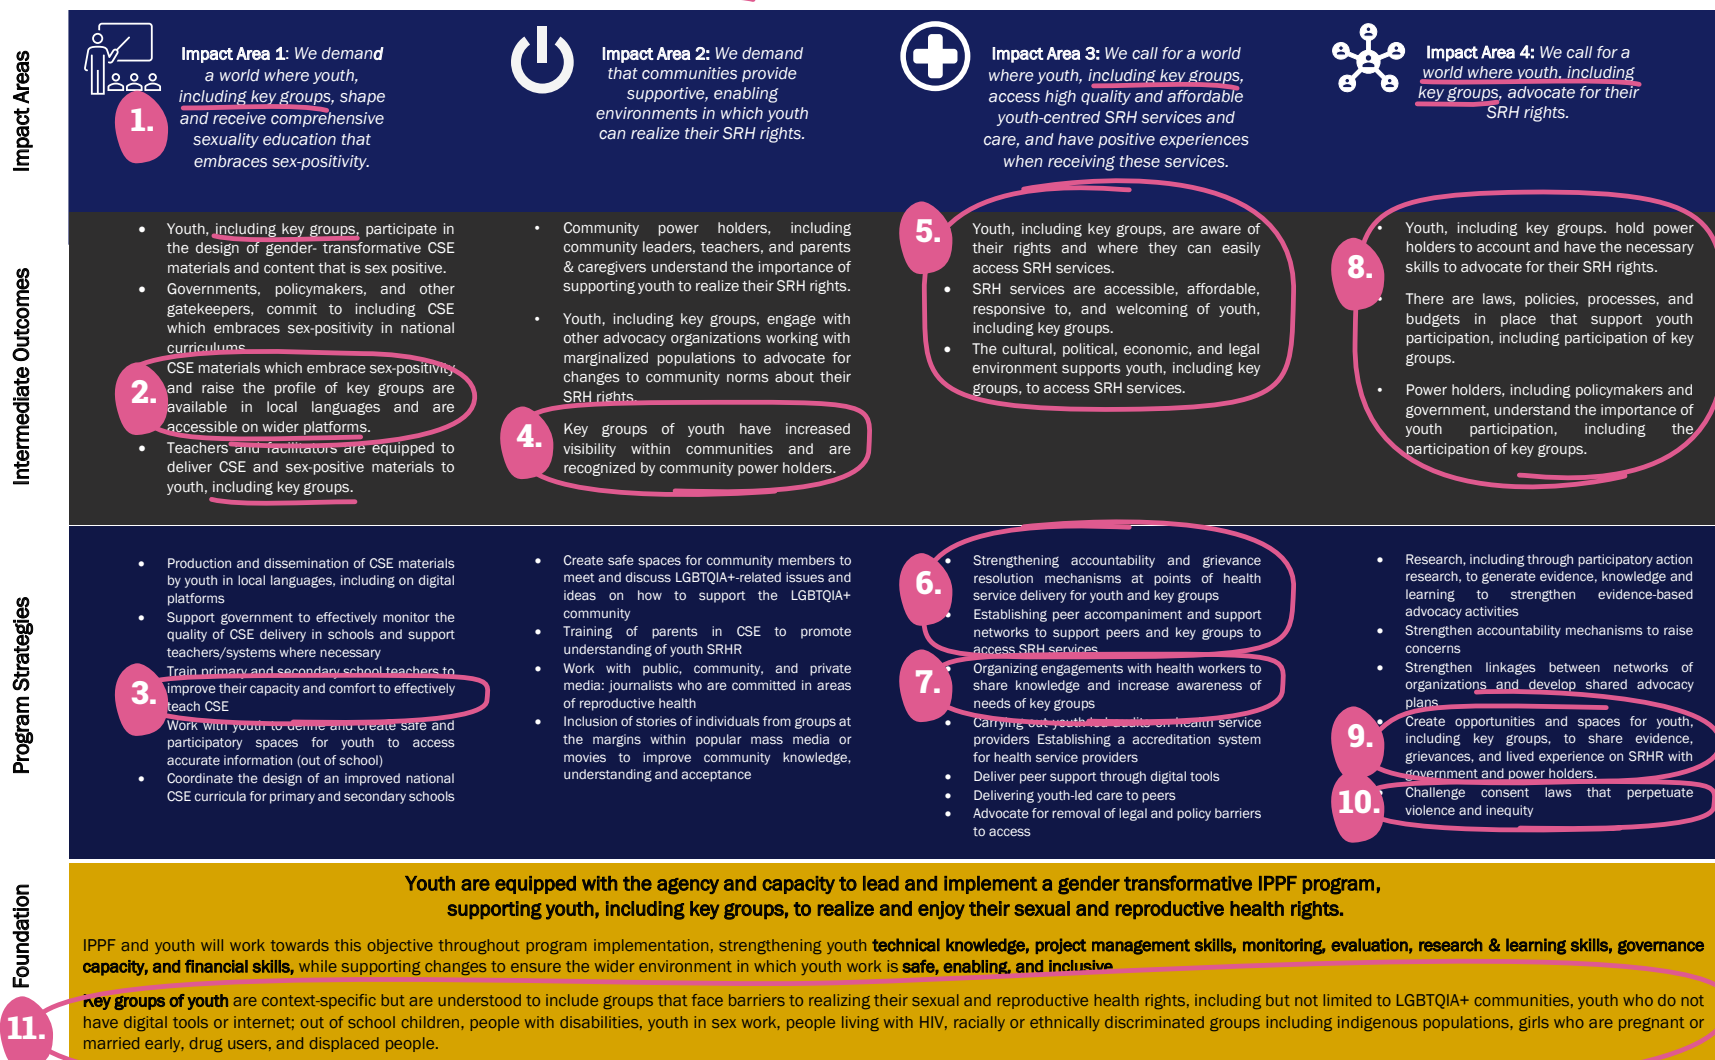 Impact Areas
Impact Area 1: We demand
a world where youth,
including key groups, shape
and receive comprehensive
sexuality education that
embraces sex-positivity.
1.
Impact Area 2: We demand
that communities provide
supportive, enabling
environments in which youth
can realize their SRH rights.
Impact Area 3: We call for a world
where youth, including key groups,
access high quality and affordable
youth-centred SRH services and
care, and have positive experiences
when receiving these services.
Impact Area 4: We call for a
world where youth, including
key groups, advocate for their
SRH rights.
Intermediate Outcomes
• Youth, including key groups, participate in
the design of gender- transformative CSE
materials and content that is sex positive.
• Governments, policymakers, and other
gatekeepers, commit to including CSE
which embraces sex-positivity in national
curriculums.
2.
CSE materials which embrace sex-positivity
and raise the profile of key groups are
available in local languages and are
accessible on wider platforms.
• Teachers and facilitators are equipped to
deliver CSE and sex-positive materials to
youth, including key groups.
• Community power holders, including
community leaders, teachers, and parents
& caregivers understand the importance of
supporting youth to realize their SRH rights.
• Youth, including key groups, engage with
other advocacy organizations working with
marginalized populations to advocate for
changes to community norms about their
SRH rights.
4.
Key groups of youth have increased
visibility within communities and are
recognized by community power holders.
5.
Youth, including key groups, are aware of
their rights and where they can easily
access SRH services.
• SRH services are accessible, affordable,
responsive to, and welcoming of youth,
including key groups.
• The cultural, political, economic, and legal
environment supports youth, including key
groups, to access SRH services.
8.
• Youth, including key groups. hold power
holders to account and have the necessary
skills to advocate for their SRH rights.
• There are laws, policies, processes, and
budgets in place that support youth
participation, including participation of key
groups.
• Power holders, including policymakers and
government, understand the importance of
youth participation, including the
participation of key groups.
Program Strategies
• Production and dissemination of CSE materials
by youth in local languages, including on digital
platforms
• Support government to effectively monitor the
quality of CSE delivery in schools and support
teachers/systems where necessary
3.
Train primary and secondary school teachers to
improve their capacity and comfort to effectively
teach CSE
Work with youth to define and create safe and
participatory spaces for youth to access
accurate information (out of school)
• Coordinate the design of an improved national
CSE curricula for primary and secondary schools
• Create safe spaces for community members to
meet and discuss LGBTQIA+-related issues and
ideas on how to support the LGBTQIA+
community
• Training of parents in CSE to promote
understanding of youth SRHR
• Work with public, community, and private
media: journalists who are committed in areas
of reproductive health
• Inclusion of stories of individuals from groups at
the margins within popular mass media or
movies to improve community knowledge,
understanding and acceptance
6.
• Strengthening accountability and grievance
resolution mechanisms at points of health
service delivery for youth and key groups
• Establishing peer accompaniment and support
networks to support peers and key groups to
access SRH services
7.
• Organizing engagements with health workers to
share knowledge and increase awareness of
needs of key groups
• Carrying out youth-led audits on health service
providers Establishing a accreditation system
for health service providers
• Deliver peer support through digital tools
• Delivering youth-led care to peers
• Advocate for removal of legal and policy barriers
to access
• Research, including through participatory action
research, to generate evidence, knowledge and
learning to strengthen evidence-based
advocacy activities
• Strengthen accountability mechanisms to raise
concerns
• Strengthen linkages between networks of
organizations and develop shared advocacy
plans
9.
• Create opportunities and spaces for youth,
including key groups, to share evidence,
grievances, and lived experience on SRHR with
government and power holders.
10.
• Challenge consent laws that perpetuate
violence and inequity
Foundation
Youth are equipped with the agency and capacity to lead and implement a gender transformative IPPF program,
supporting youth, including key groups, to realize and enjoy their sexual and reproductive health rights.
IPPF and youth will work towards this objective throughout program implementation, strengthening youth technical knowledge, project management skills, monitoring, evaluation, research & learning skills, governance
capacity, and financial skills, while supporting changes to ensure the wider environment in which youth work is safe, enabling, and inclusive.
11.
Key groups of youth are context-specific but are understood to include groups that face barriers to realizing their sexual and reproductive health rights, including but not limited to LGBTQIA+ communities, youth who do not
have digital tools or internet; out of school children, people with disabilities, youth in sex work, people living with HIV, racially or ethnically discriminated groups including indigenous populations, girls who are pregnant or
married early, drug users, and displaced people.